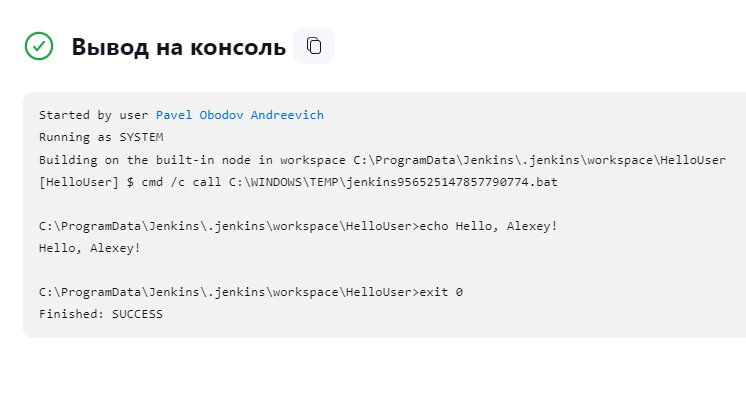 Вывод на консоль
Started by user Pavel Obodov Andreevich
Running as SYSTEM
Building on the built-in node in workspace C:\ProgramData\Jenkins\.jenkins\workspace\HelloUser
[HelloUser] $ cmd /c call C:\WINDOWS\TEMP\jenkins956525147857790774.bat
C:\ProgramData\Jenkins\.jenkins\workspace\HelloUser>echo Hello, Alexey!
Hello, Alexey!
C:\ProgramData\Jenkins\.jenkins\workspace\HelloUser>exit 0
Finished: SUCCESS